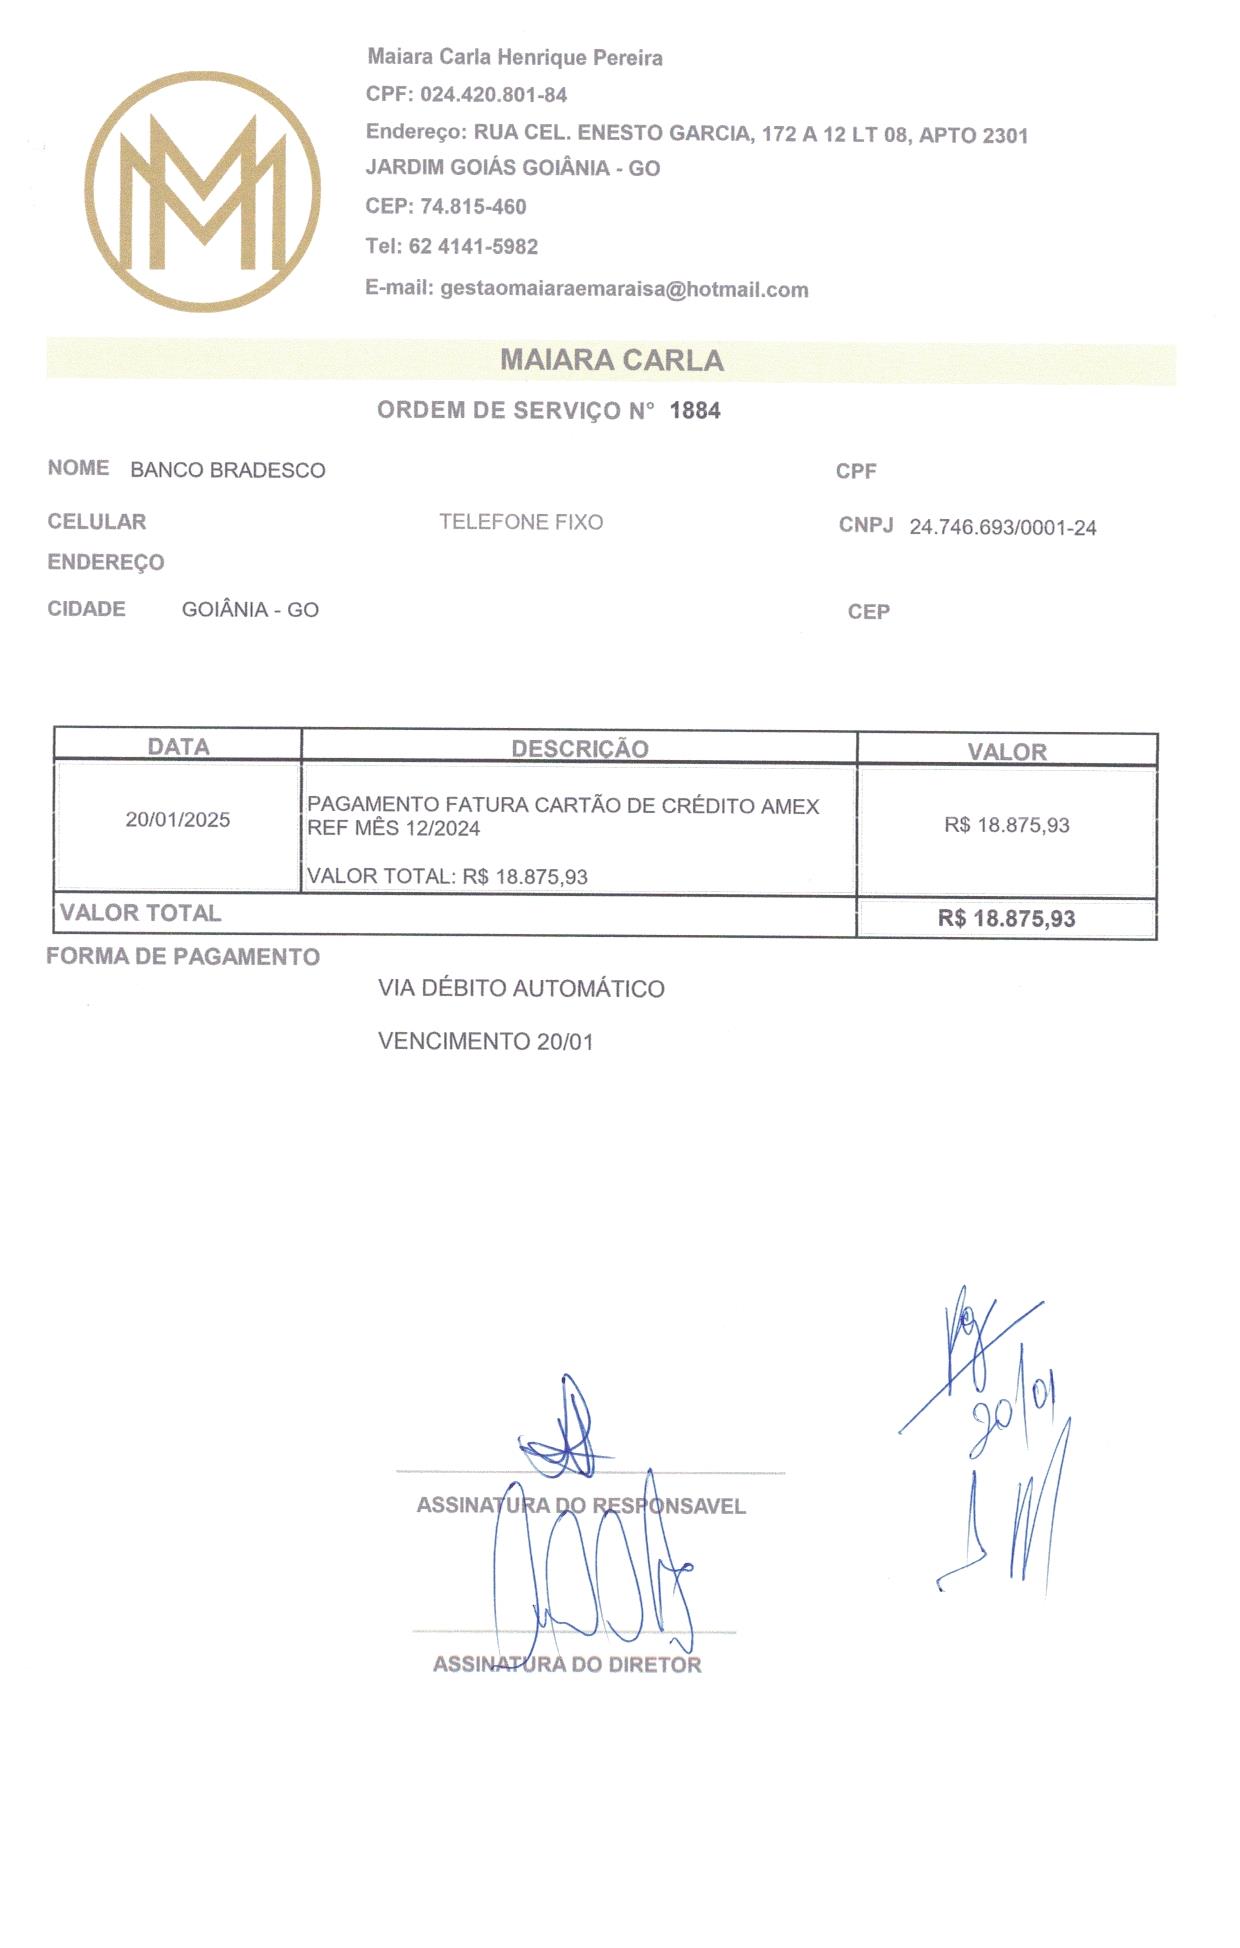 Maiara Carla Henrique Pereira
CPF: 024.420.801-84
Endereço: RUA CEL. ENESTO GARCIA, 172 A 12 LT 08, APTO 2301
JARDIM GOIÁS GOIÂNIA - GO
CEP: 74.815-460
Tel: 62 4141-5982
E-mail: gestaomaiaraemaraisa@hotmail.com
MAIARA CARLA
ORDEM DE SERVIÇO N° 1884
NOME BANCO BRADESCO CPF
CELULAR TELEFONE FIXO CNPJ 24.746.693/0001-24
ENDEREÇO
CIDADE GOIÂNIA - GO CEP
DATA DESCRIÇÃO VALOR
20/01/2025 PAGAMENTO FATURA CARTÃO DE CRÉDITO AMEX R$ 18.875,93
REF MÊS 12/2024
VALOR TOTAL: R$ 18.875,93
VALOR TOTAL R$ 18.875,93
FORMA DE PAGAMENTO
VIA DÉBITO AUTOMÁTICO
VENCIMENTO 20/01
Pg
20/01
ASSINATURA DO RESPONSAVEL
ASSINATURA DO DIRETOR